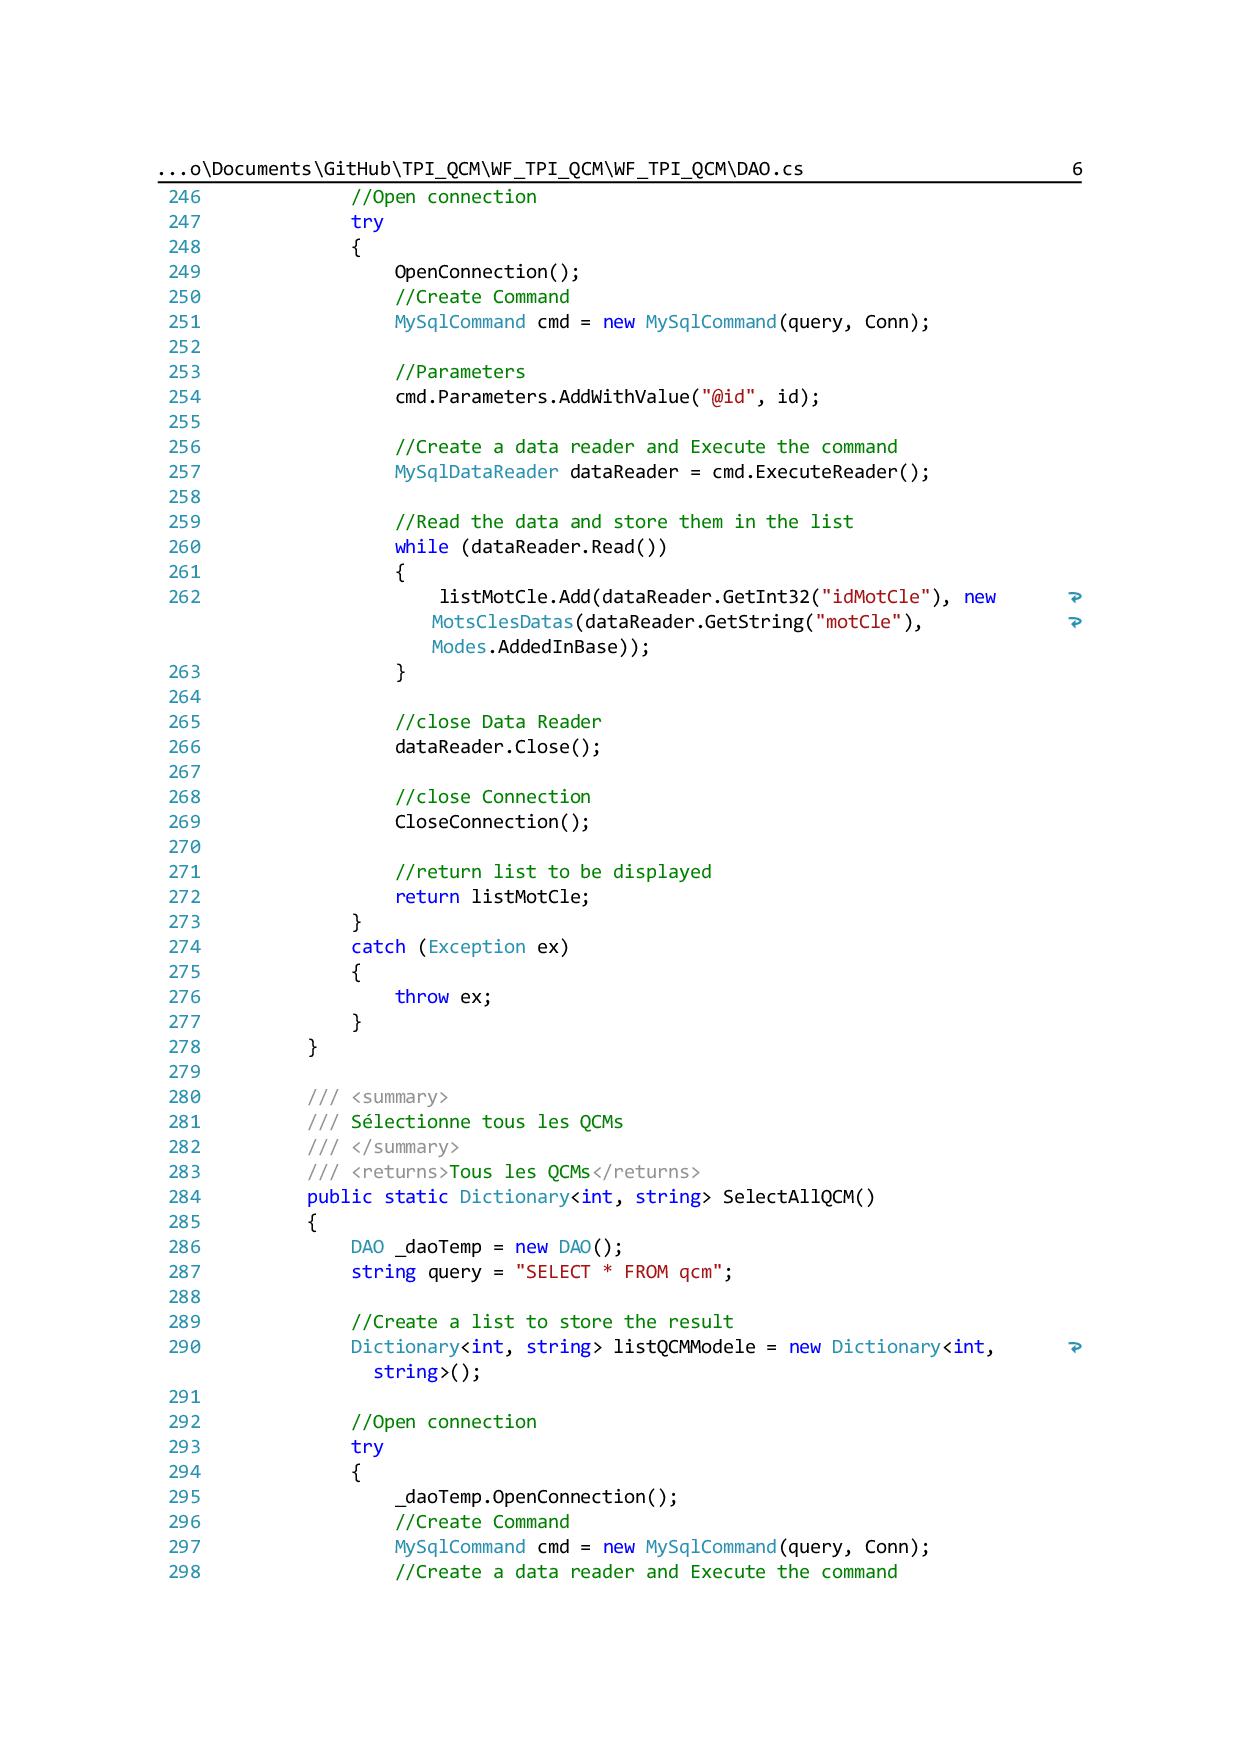 ...o\Documents\GitHub\TPI_QCM\WF_TPI_QCM\WF_TPI_QCM\DAO.cs 6
246 //Open connection
247 try
248 {
249 OpenConnection();
250 //Create Command
251 MySqlCommand cmd = new MySqlCommand(query, Conn);
252
253 //Parameters
254 cmd.Parameters.AddWithValue("@id", id);
255
256 //Create a data reader and Execute the command
257 MySqlDataReader dataReader = cmd.ExecuteReader();
258
259 //Read the data and store them in the list
260 while (dataReader.Read())
261 {
262 listMotCle.Add(dataReader.GetInt32("idMotCle"), new
MotsClesDatas(dataReader.GetString("motCle"),
Modes.AddedInBase));
263 }
264
265 //close Data Reader
266 dataReader.Close();
267
268 //close Connection
269 CloseConnection();
270
271 //return list to be displayed
272 return listMotCle;
273 }
274 catch (Exception ex)
275 {
276 throw ex;
277 }
278 }
279
280 /// <summary>
281 /// Sélectionne tous les QCMs
282 /// </summary>
283 /// <returns>Tous les QCMs</returns>
284 public static Dictionary<int, string> SelectAllQCM()
285 {
286 DAO _daoTemp = new DAO();
287 string query = "SELECT * FROM qcm";
288
289 //Create a list to store the result
290 Dictionary<int, string> listQCMModele = new Dictionary<int,
string>();
291
292 //Open connection
293 try
294 {
295 _daoTemp.OpenConnection();
296 //Create Command
297 MySqlCommand cmd = new MySqlCommand(query, Conn);
298 //Create a data reader and Execute the command